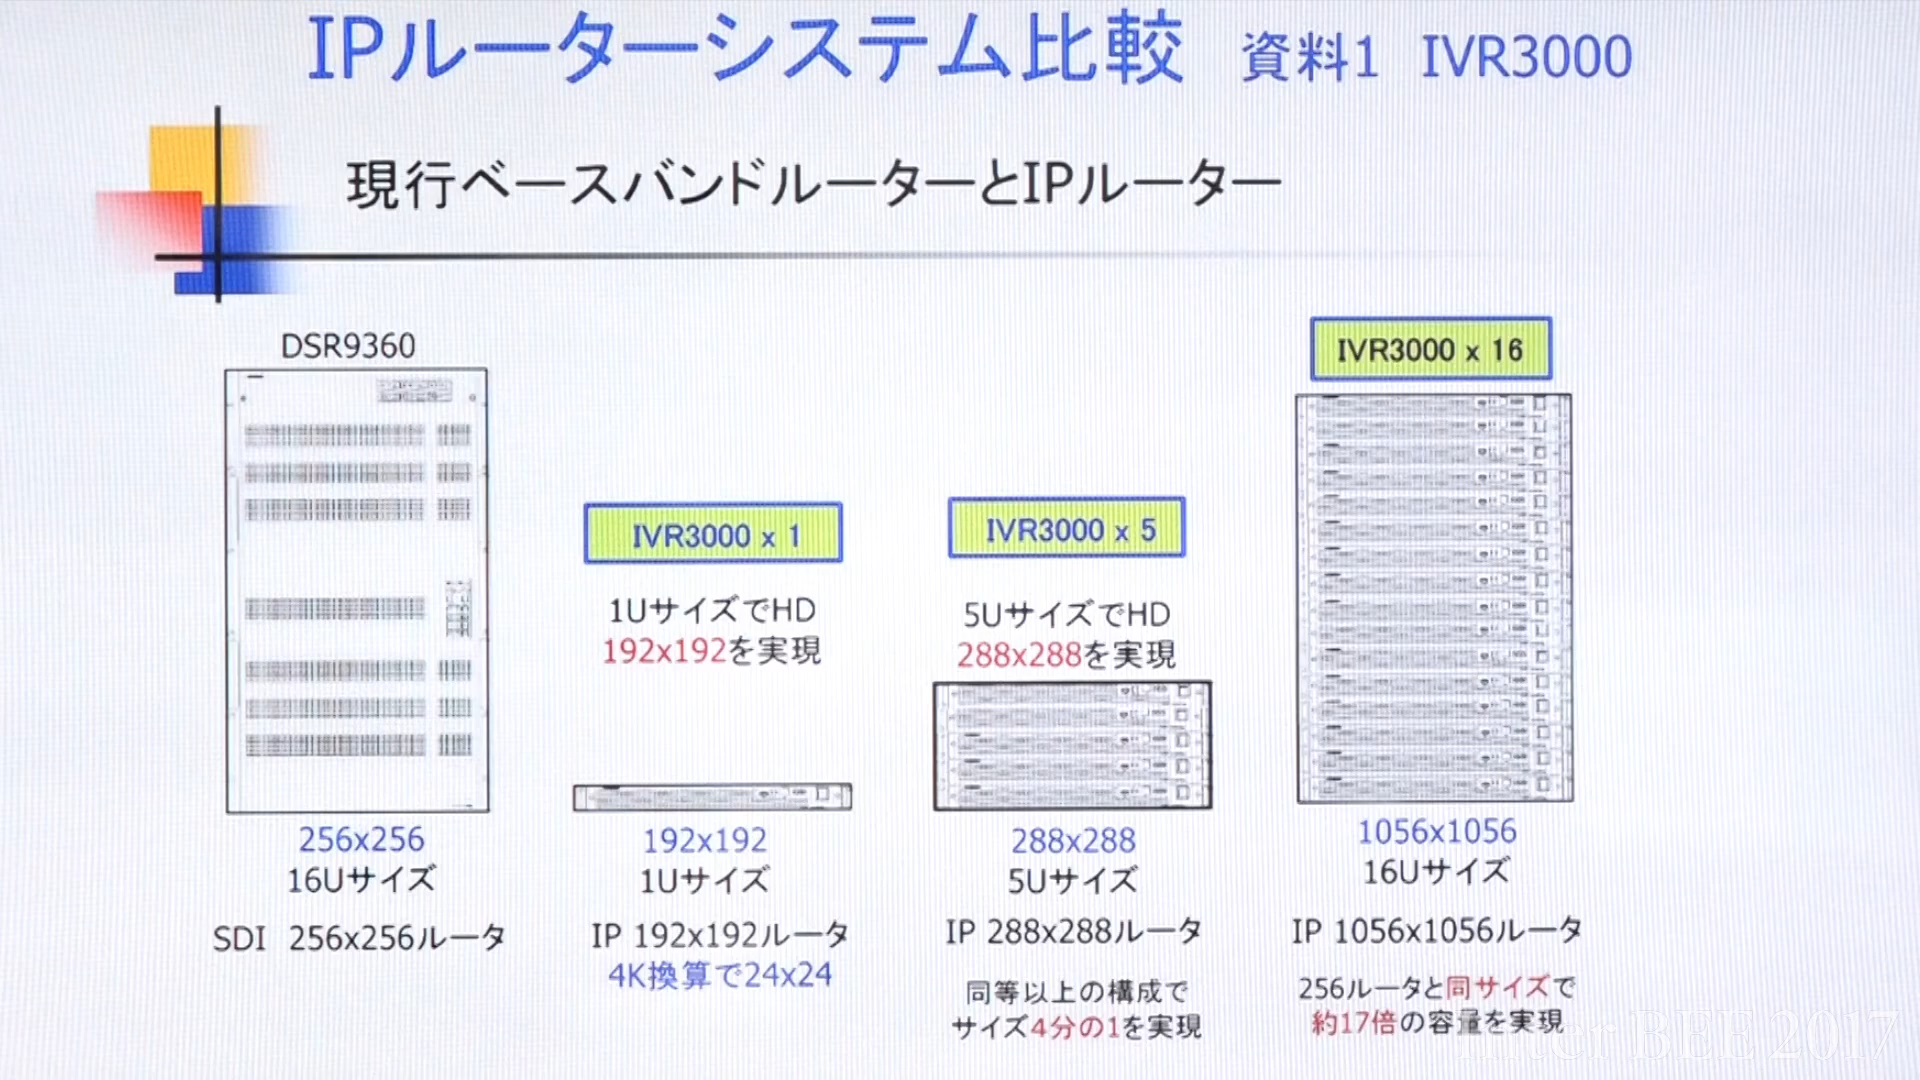 IPルーターシステム比較 資料1 IVR3000
現行ベースバンドルーターとIPルーター
DSR9360
256x256
16Uサイズ
SDI 256x256ルータ
IVR3000 x 1
1UサイズでHD
192x192を実現
192x192
1Uサイズ
IP 192x192ルータ
4K換算で24x24
IVR3000 x 5
5UサイズでHD
288x288を実現
288x288
5Uサイズ
IP 288x288ルータ
同等以上の構成で
サイズ4分の1を実現
IVR3000 x 16
1056x1056
16Uサイズ
IP 1056x1056ルータ
256ルータと同サイズで
約17倍の容量を実現
Inter BEE 2017